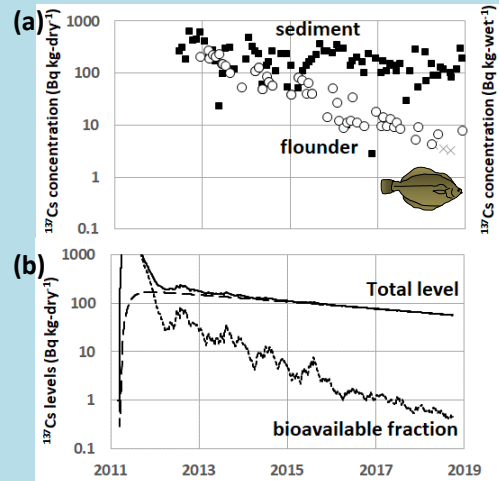 (a)
¹³⁷Cs concentration (Bq kg-dry⁻¹)
1000
100
10
1
0.1
sediment
flounder
¹³⁷Cs concentration (Bq kg-wet⁻¹)
(b)
¹³⁷Cs levels (Bq kg-dry⁻¹)
1000
100
10
1
0.1
Total level
bioavailable fraction
2011 2013 2015 2017 2019